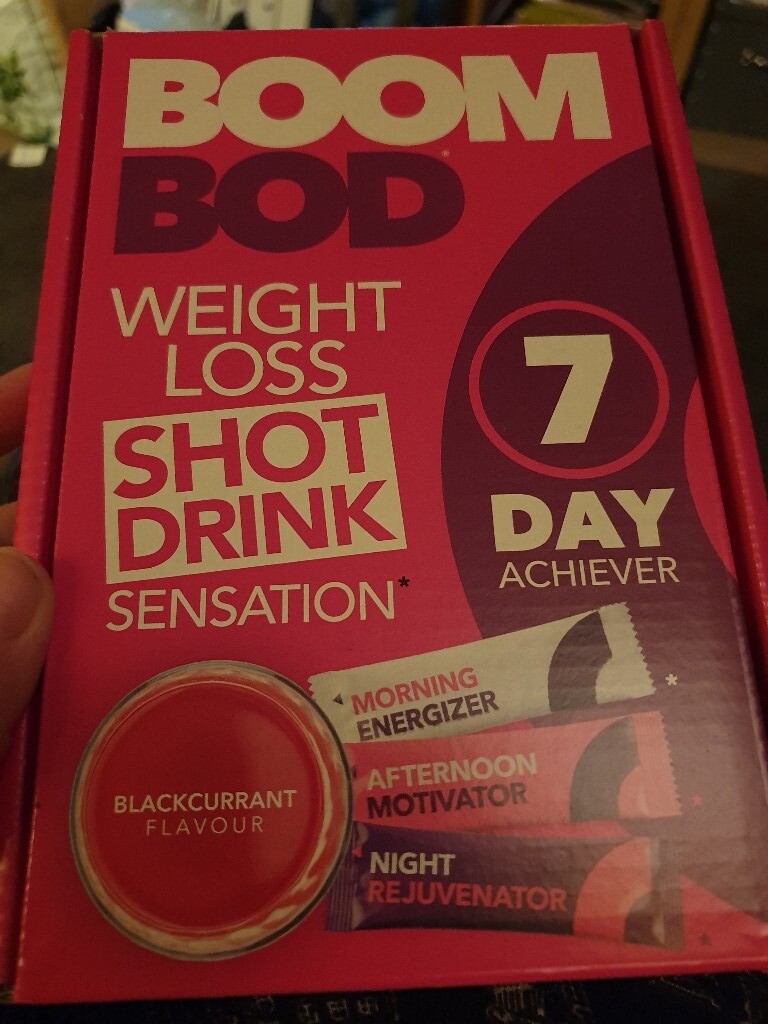 BOOM
BOD®
WEIGHT
LOSS
SHOT
DRINK
SENSATION*
7
DAY
ACHIEVER
MORNING
ENERGIZER
*
AFTERNOON
MOTIVATOR
*
NIGHT
REJUVENATOR
*
BLACKCURRANT
FLAVOUR